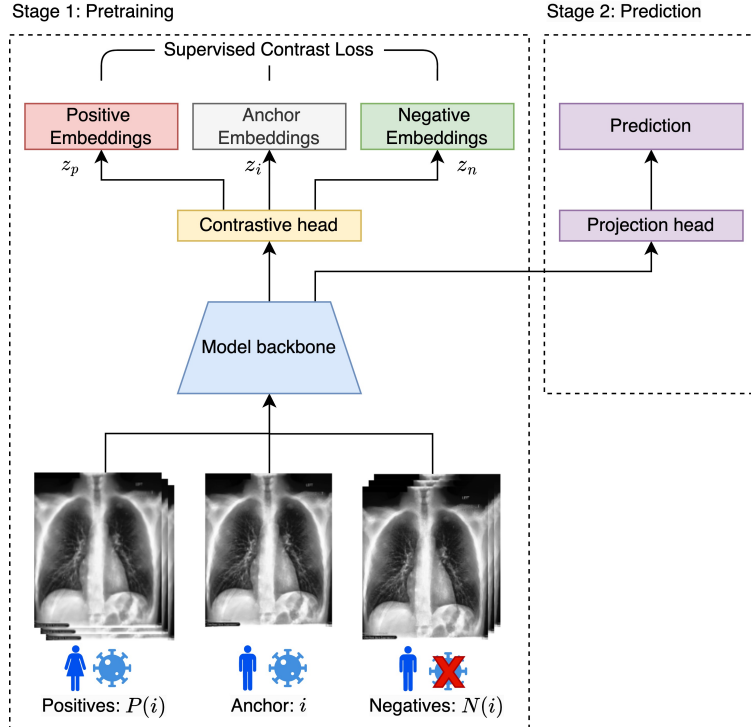 Stage 1: Pretraining
Stage 2: Prediction
Supervised Contrast Loss
Positive
Embeddings
Anchor
Embeddings
Negative
Embeddings
Prediction
z_p
z_i
z_n
Contrastive head
Projection head
Model backbone
Positives: P(i)
Anchor: i
Negatives: N(i)